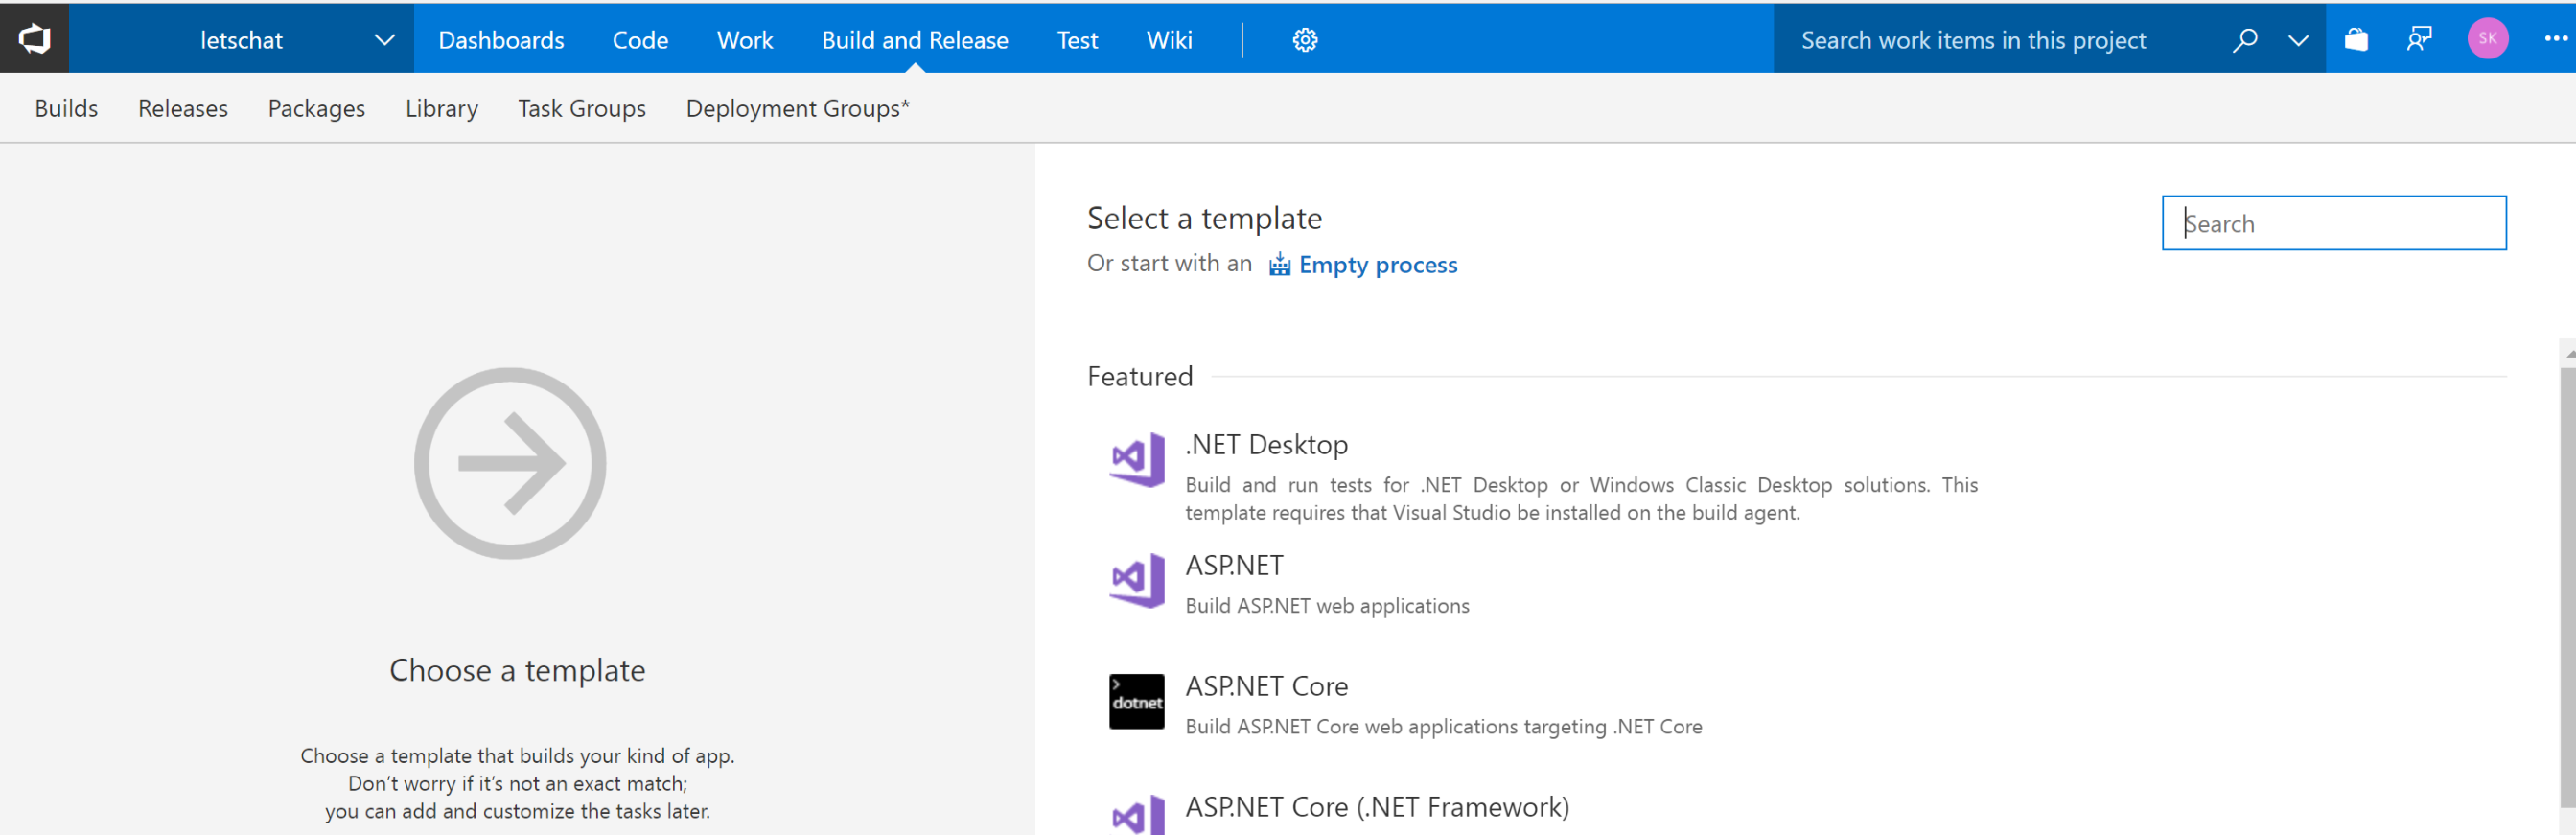 letschat Dashboards Code Work Build and Release Test Wiki Search work items in this project SK
Builds Releases Packages Library Task Groups Deployment Groups*
Select a template
Search
Or start with an Empty process
Featured
.NET Desktop
Build and run tests for .NET Desktop or Windows Classic Desktop solutions. This
template requires that Visual Studio be installed on the build agent.
ASP.NET
Build ASP.NET web applications
dotnet
ASP.NET Core
Build ASP.NET Core web applications targeting .NET Core
ASP.NET Core (.NET Framework)
Choose a template
Choose a template that builds your kind of app.
Don't worry if it's not an exact match;
you can add and customize the tasks later.